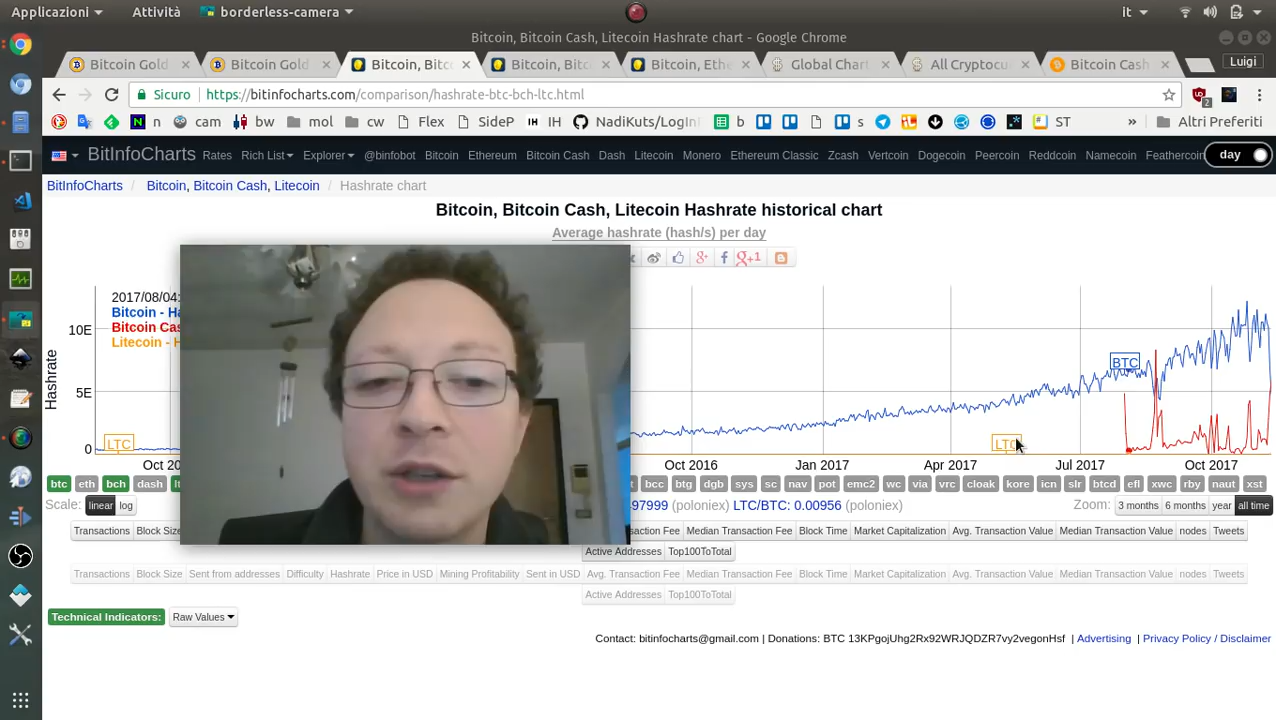 Applicazioni Attività borderless-camera it
Bitcoin, Bitcoin Cash, Litecoin Hashrate chart - Google Chrome
Bitcoin Gold Bitcoin Gold Bitcoin, Bitc Bitcoin, Bitc Bitcoin, Ethe Global Chart All Cryptocu Bitcoin Cash Luigi
Sicuro https://bitinfocharts.com/comparison/hashrate-btc-bch-ltc.html 2
n cam bw mol cw Flex SideP IH IH NadiKuts/LogIn b s ST » Altri Preferiti
BitInfoCharts Rates Rich List Explorer @binfobot Bitcoin Ethereum Bitcoin Cash Dash Litecoin Monero Ethereum Classic Zcash Vertcoin Dogecoin Peercoin Reddcoin Namecoin Feathercoin day
BitInfoCharts / Bitcoin, Bitcoin Cash, Litecoin / Hashrate chart
Bitcoin, Bitcoin Cash, Litecoin Hashrate historical chart
Average hashrate (hash/s) per day
g+1
2017/08/04:
Bitcoin - Ha
Bitcoin Cas
Litecoin - H
Hashrate
10E
5E
0
BTC
LTC LTC
Oct 20 Oct 2016 Jan 2017 Apr 2017 Jul 2017 Oct 2017
btc eth bch dash bcc btg dgb sys sc nav pot emc2 wc via vrc cloak kore icn slr btcd efl xwc rby naut xst
Scale: linear log 97999 (poloniex) LTC/BTC: 0.00956 (poloniex) Zoom: 3 months 6 months year all time
Transactions Block Size Median Transaction Fee Block Time Market Capitalization Avg. Transaction Value Median Transaction Value nodes Tweets
Active Addresses Top100ToTotal
Transactions Block Size Sent from addresses Difficulty Hashrate Price in USD Mining Profitability Sent in USD Avg. Transaction Fee Median Transaction Fee Block Time Market Capitalization Avg. Transaction Value Median Transaction Value nodes Tweets
Active Addresses Top100ToTotal
Technical Indicators: Raw Values
Contact: bitinfocharts@gmail.com | Donations: BTC 13KPgojUhg2Rx92WRJQDZR7vy2vegonHsf | Advertising | Privacy Policy / Disclaimer